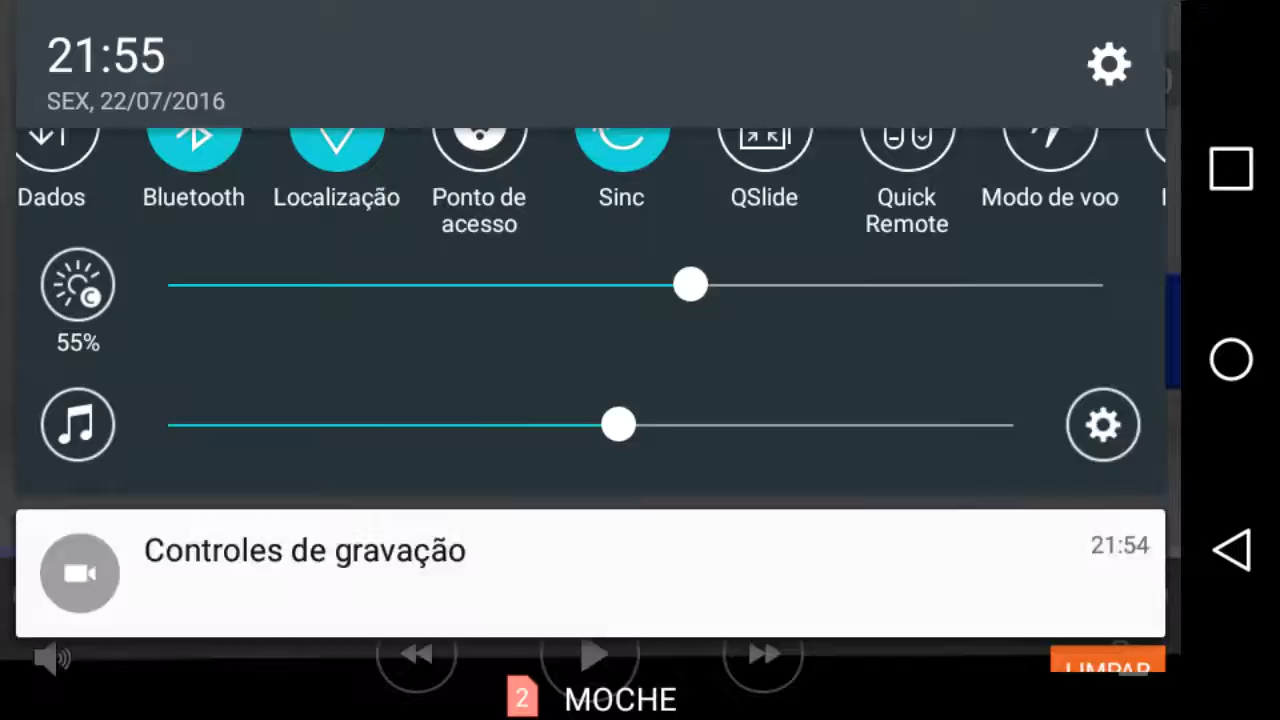 21:55
SEX, 22/07/2016
Dados Bluetooth Localização Ponto de acesso Sinc QSlide Quick Remote Modo de voo
55%
Controles de gravação 21:54
LIMPAR
2 MOCHE